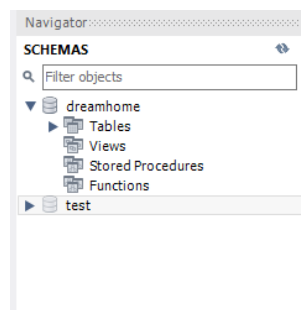 Navigator
SCHEMAS
Filter objects
dreamhome
Tables
Views
Stored Procedures
Functions
test